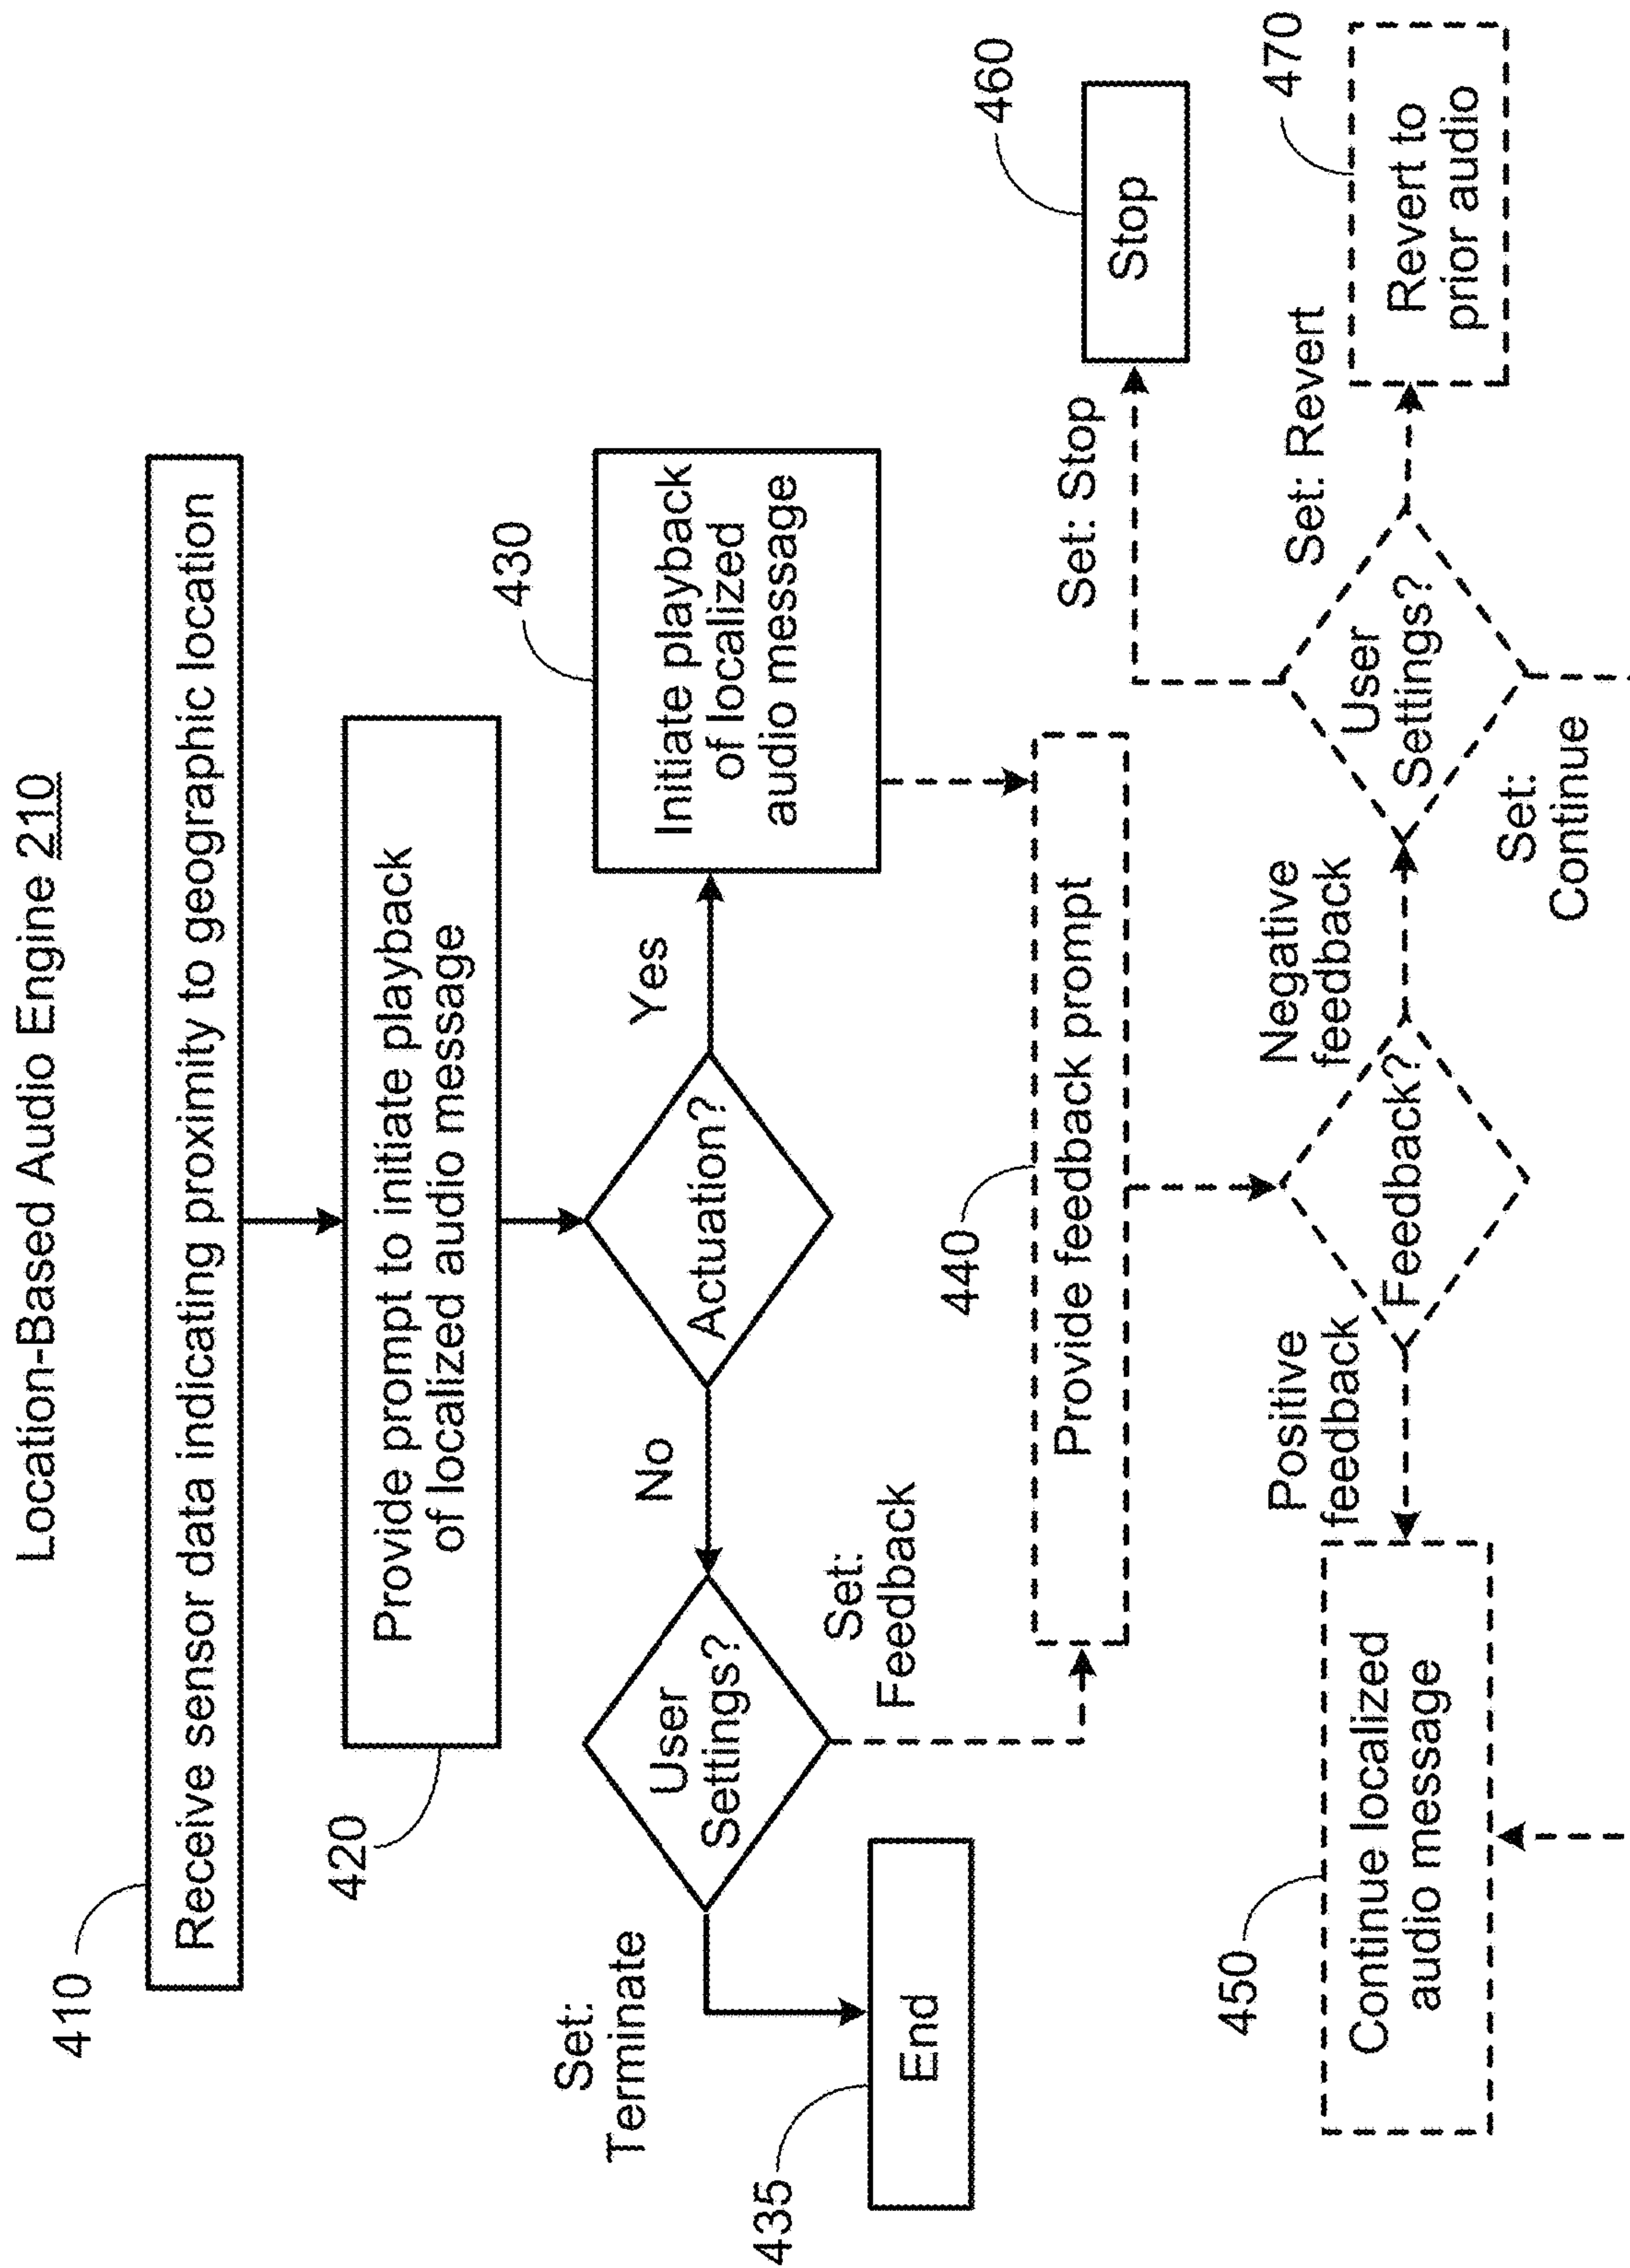 Location-Based Audio Engine 210
410
Receive sensor data indicating proximity to geographic location
420
Provide prompt to initiate playback
of localized audio message
Set:
Terminate
User
Settings?
No
Actuation?
Yes
430
Initiate playback
of localized
audio message
435
End
Set:
Feedback
440
Provide feedback prompt
Set: Stop
460
Stop
450
Continue localized
audio message
Positive
feedback
Feedback?
Negative
feedback
User
Settings?
Set: Revert
470
Revert to
prior audio
Set:
Continue